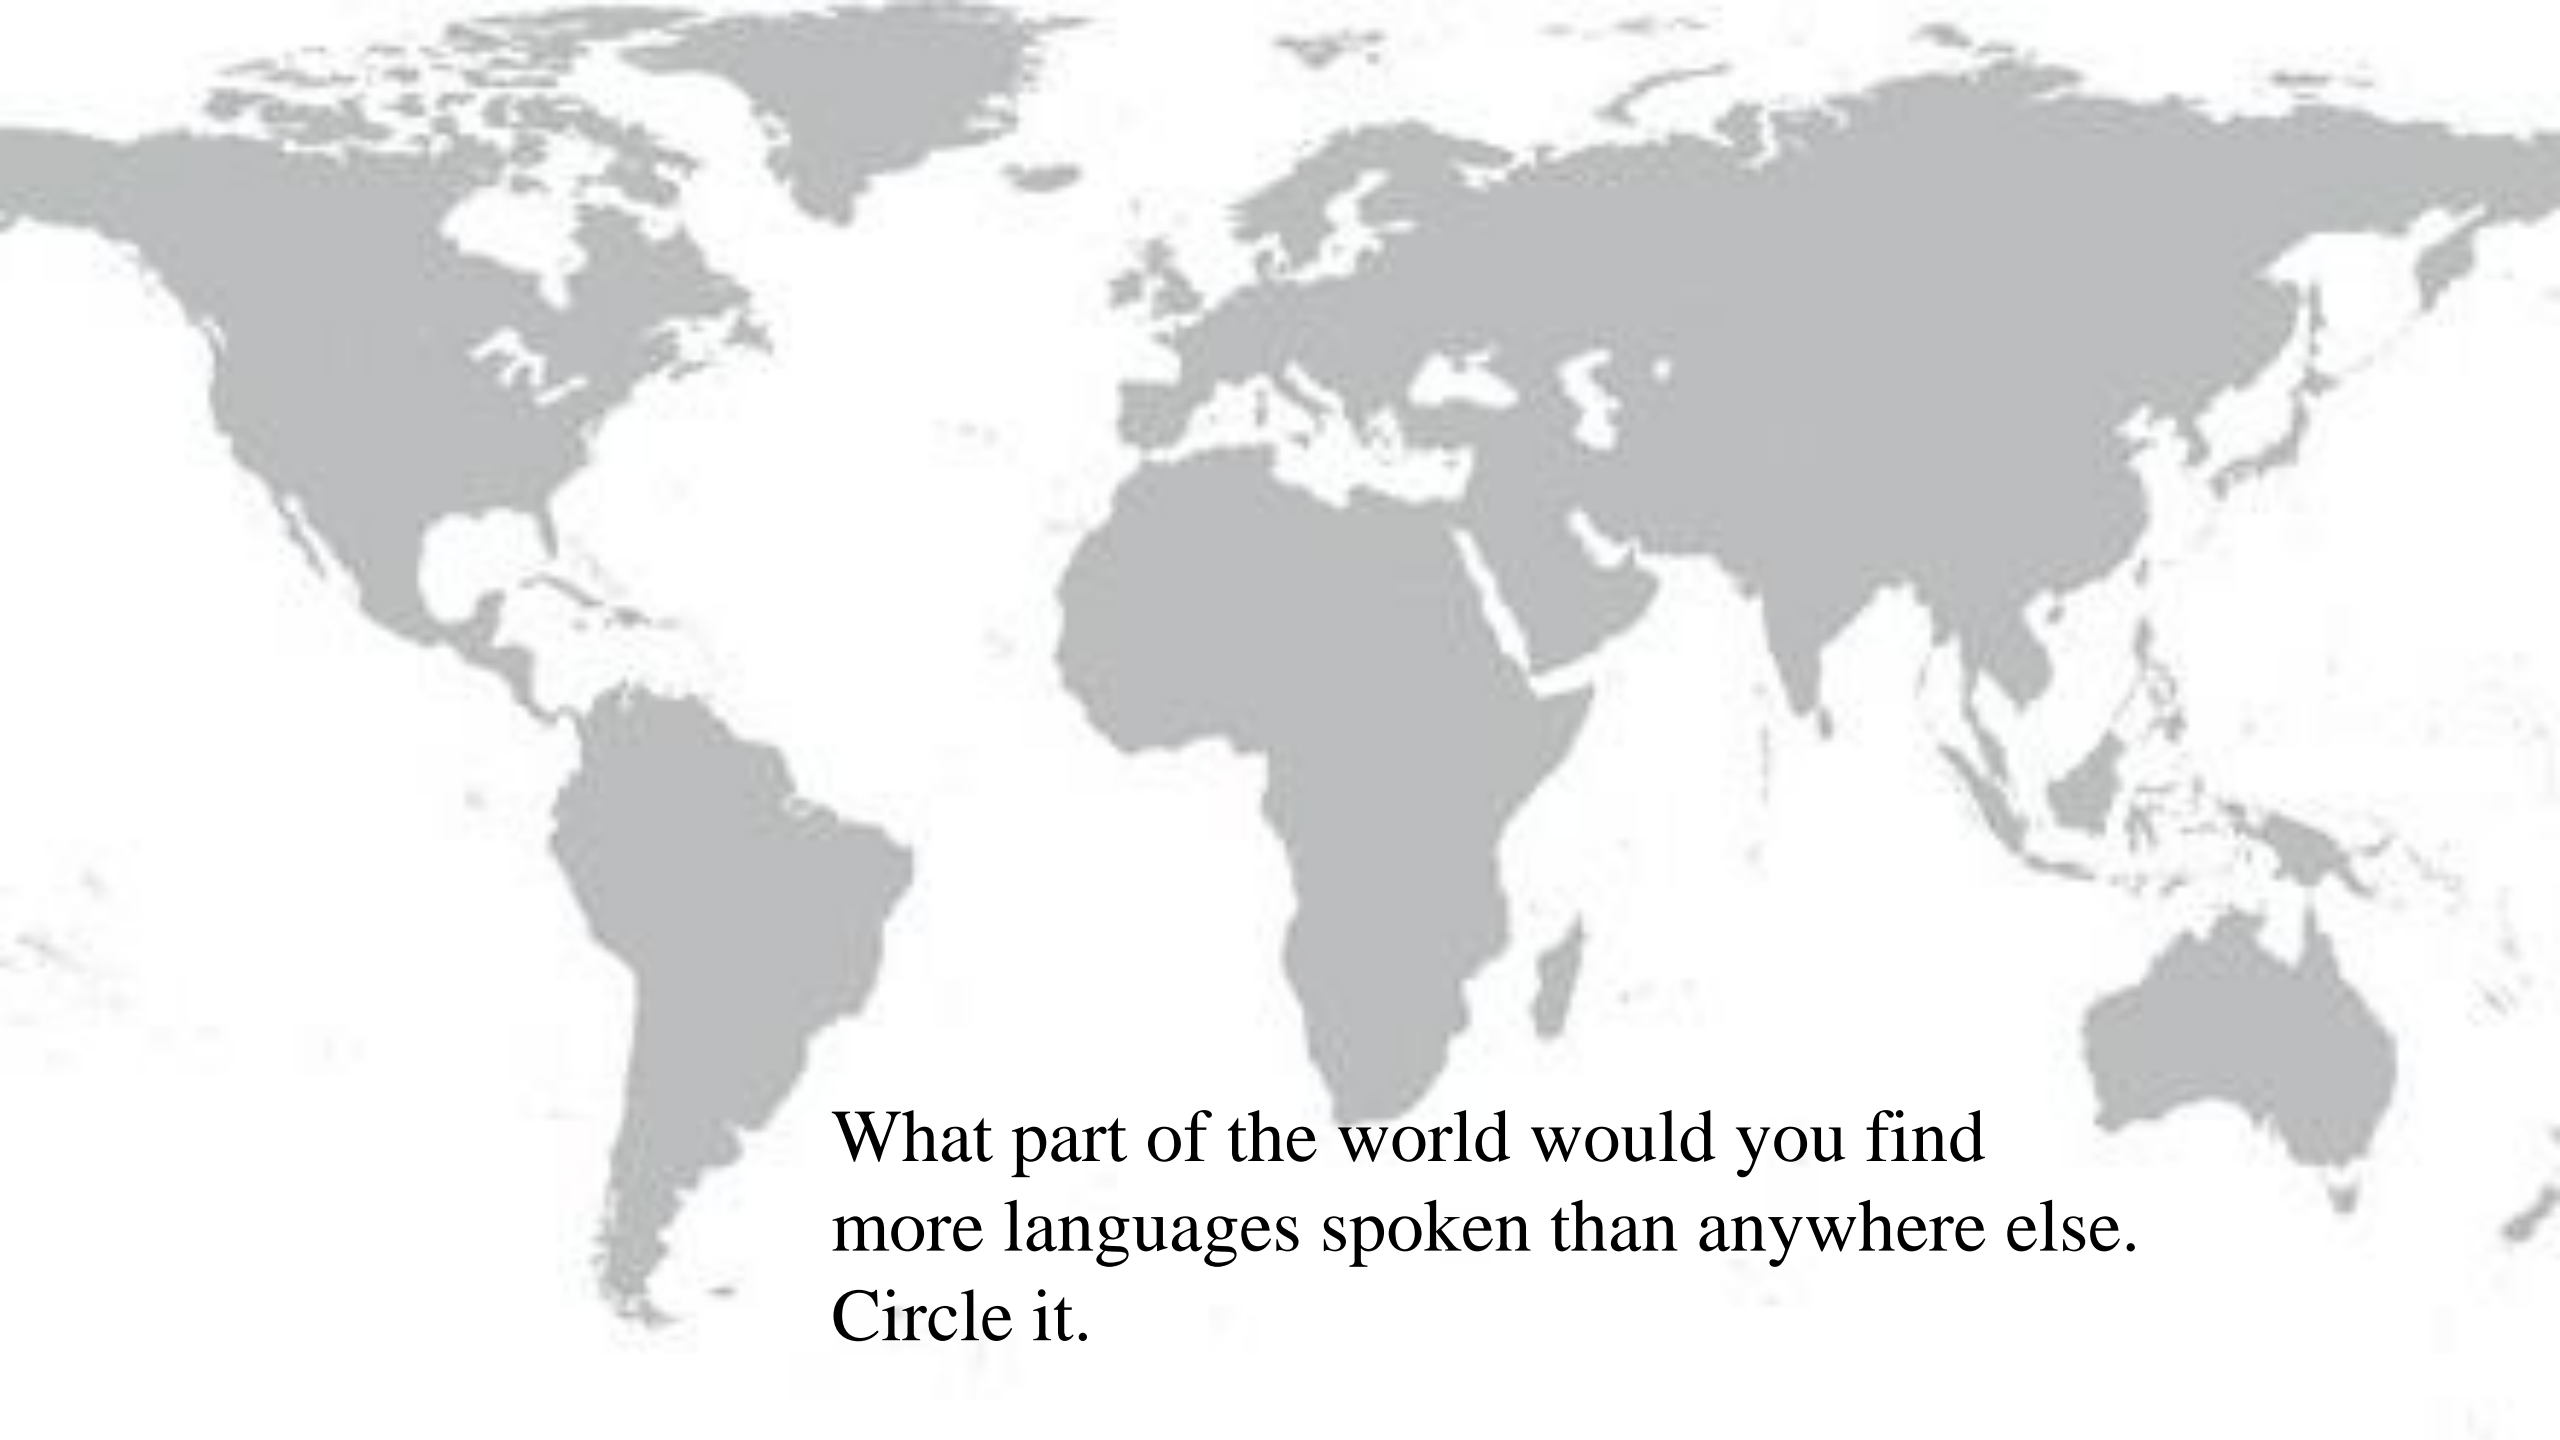 What part of the world would you find
more languages spoken than anywhere else.
Circle it.